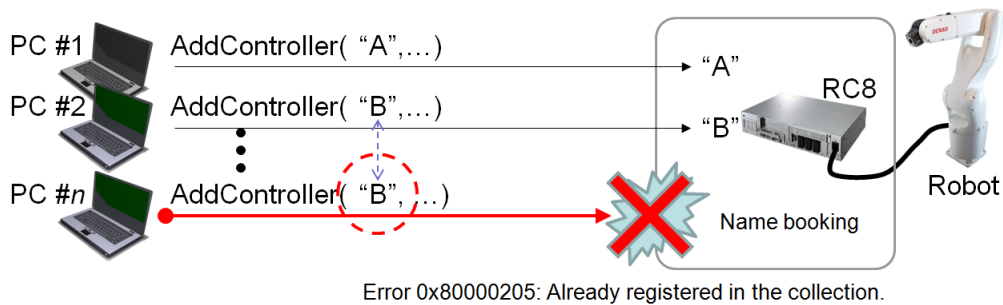 PC #1 AddController( “A”,…)
“A”
RC8
DENSO
PC #2 AddController( “B”,…)
“B”
Robot
PC #n AddController( “B”, …)
Name booking
Error 0x80000205: Already registered in the collection.